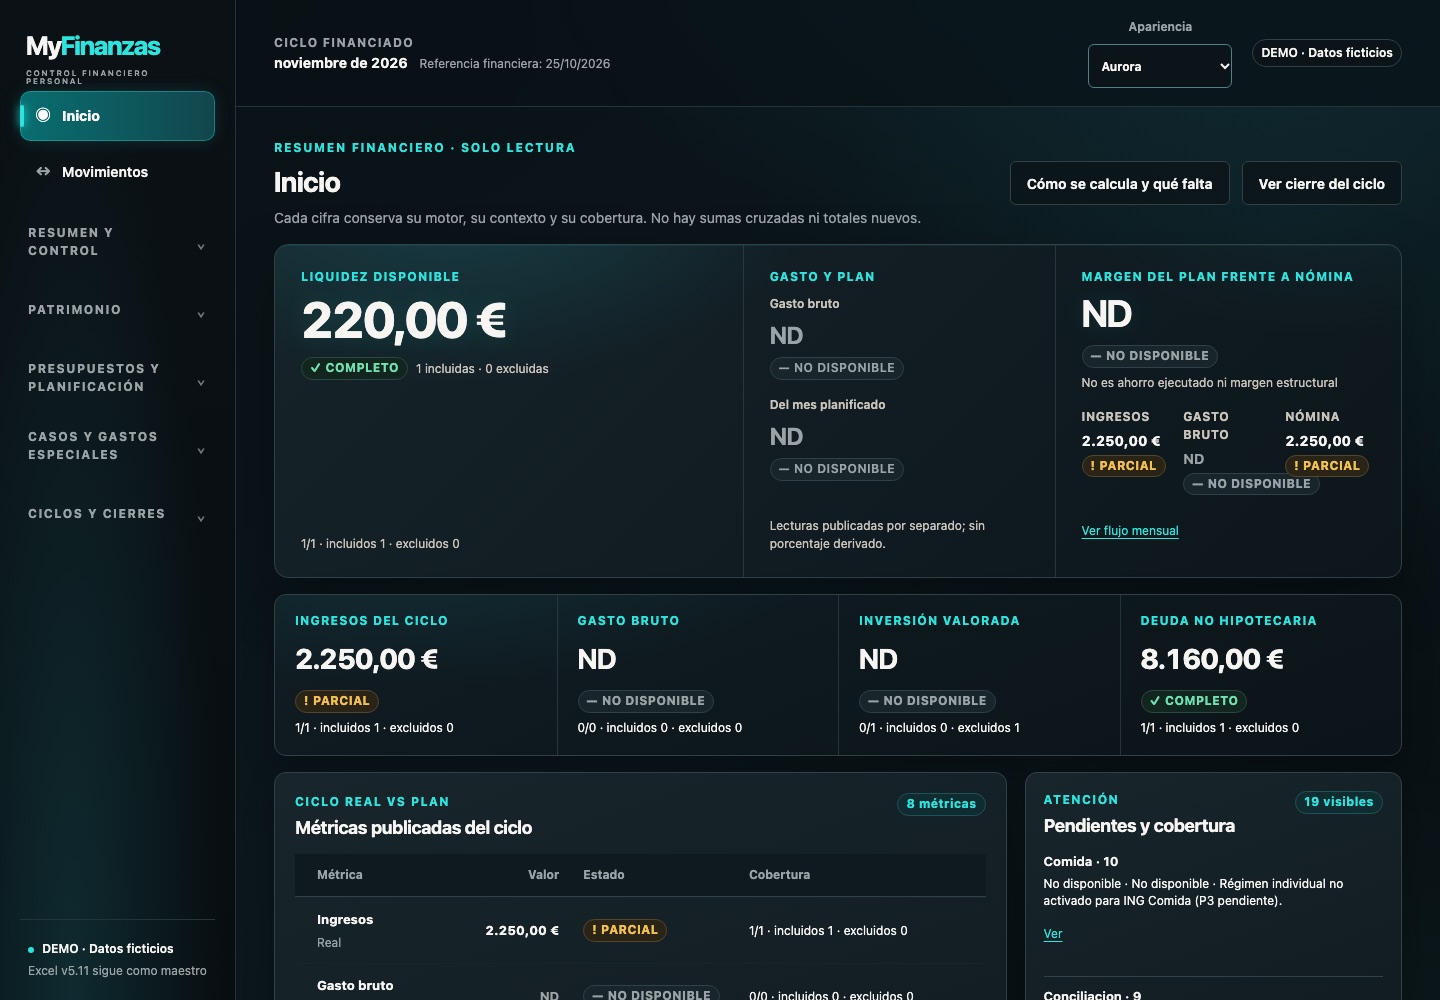 MyFinanzas
CONTROL FINANCIERO
PERSONAL
Inicio
Movimientos
RESUMEN Y
CONTROL
PATRIMONIO
PRESUPUESTOS Y
PLANIFICACIÓN
CASOS Y GASTOS
ESPECIALES
CICLOS Y CIERRES
DEMO · Datos ficticios
Excel v5.11 sigue como maestro
CICLO FINANCIADO
noviembre de 2026 Referencia financiera: 25/10/2026
Apariencia
Aurora
DEMO · Datos ficticios
RESUMEN FINANCIERO · SOLO LECTURA
Inicio
Cada cifra conserva su motor, su contexto y su cobertura. No hay sumas cruzadas ni totales nuevos.
Cómo se calcula y qué falta
Ver cierre del ciclo
LIQUIDEZ DISPONIBLE
220,00 €
✓ COMPLETO 1 incluidas · 0 excluidas
1/1 · incluidos 1 · excluidos 0
GASTO Y PLAN
Gasto bruto
ND
— NO DISPONIBLE
Del mes planificado
ND
— NO DISPONIBLE
Lecturas publicadas por separado; sin
porcentaje derivado.
MARGEN DEL PLAN FRENTE A NÓMINA
ND
— NO DISPONIBLE
No es ahorro ejecutado ni margen estructural
INGRESOS
2.250,00 €
! PARCIAL
GASTO
BRUTO
ND
— NO DISPONIBLE
NÓMINA
2.250,00 €
! PARCIAL
Ver flujo mensual
INGRESOS DEL CICLO
2.250,00 €
! PARCIAL
1/1 · incluidos 1 · excluidos 0
GASTO BRUTO
ND
— NO DISPONIBLE
0/0 · incluidos 0 · excluidos 0
INVERSIÓN VALORADA
ND
— NO DISPONIBLE
0/1 · incluidos 0 · excluidos 1
DEUDA NO HIPOTECARIA
8.160,00 €
✓ COMPLETO
1/1 · incluidos 1 · excluidos 0
CICLO REAL VS PLAN
8 métricas
Métricas publicadas del ciclo
Métrica Valor Estado Cobertura
Ingresos
Real
2.250,00 € ! PARCIAL 1/1 · incluidos 1 · excluidos 0
Gasto bruto
ND — NO DISPONIBLE 0/0 · incluidos 0 · excluidos 0
ATENCIÓN
19 visibles
Pendientes y cobertura
Comida · 10
No disponible · No disponible · Régimen individual no
activado para ING Comida (P3 pendiente).
Ver
Conciliacion · 9